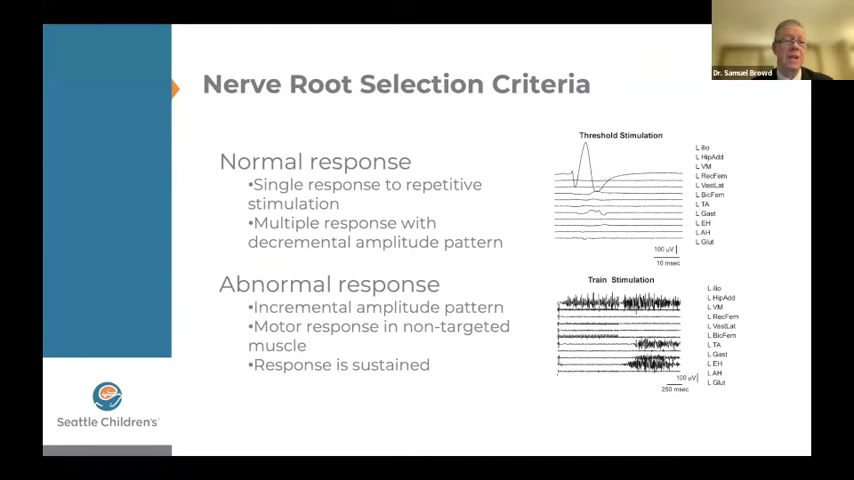 Dr. Samuel Browd
Nerve Root Selection Criteria
Normal response
•Single response to repetitive
stimulation
•Multiple response with
decremental amplitude pattern
Abnormal response
•Incremental amplitude pattern
•Motor response in non-targeted
muscle
•Response is sustained
Threshold Stimulation
L ilio
L HipAdd
L VM
L RecFem
L VastLat
L BicFem
L TA
L Gast
L EH
L AH
L Glut
100 µV
10 msec
Train Stimulation
L ilio
L HipAdd
L VM
L RecFem
L VastLat
L BicFem
L TA
L Gast
L EH
L AH
L Glut
100 µV
250 msec
Seattle Children's